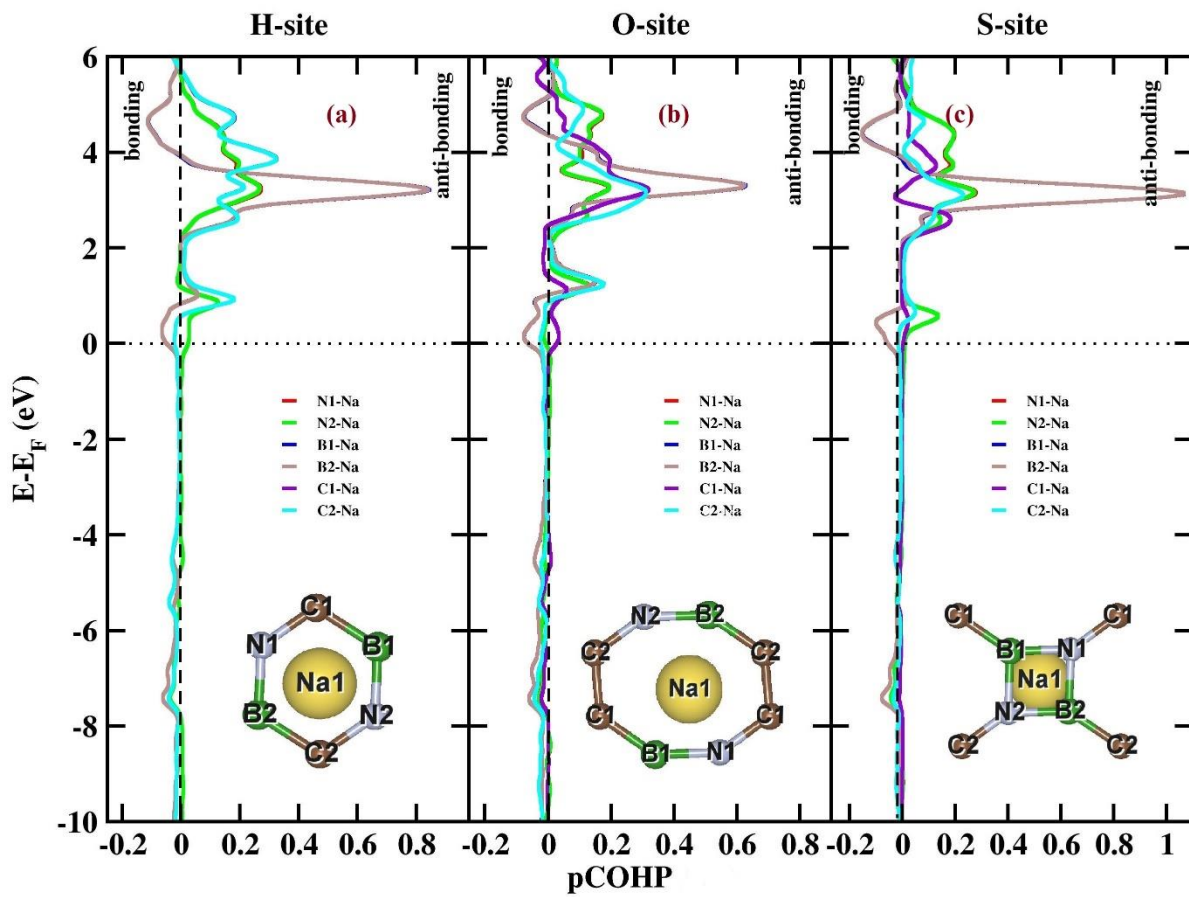 H-site
O-site
S-site
6
4
2
0
-2
-4
-6
-8
-10
E-E_F (eV)
bonding
(a)
anti-bonding
N1-Na
N2-Na
B1-Na
B2-Na
C1-Na
C2-Na
C1
N1
B1
Na1
B2
N2
C2
-0.2 0 0.2 0.4 0.6 0.8
bonding
(b)
anti-bonding
N1-Na
N2-Na
B1-Na
B2-Na
C1-Na
C2-Na
N2
B2
C2
C2
Na1
C1
C1
B1
N1
-0.2 0 0.2 0.4 0.6 0.8
bonding
(c)
anti-bonding
N1-Na
N2-Na
B1-Na
B2-Na
C1-Na
C2-Na
C1
C1
B1
N1
Na1
N2
B2
C2
C2
-0.2 0 0.2 0.4 0.6 0.8 1
pCOHP